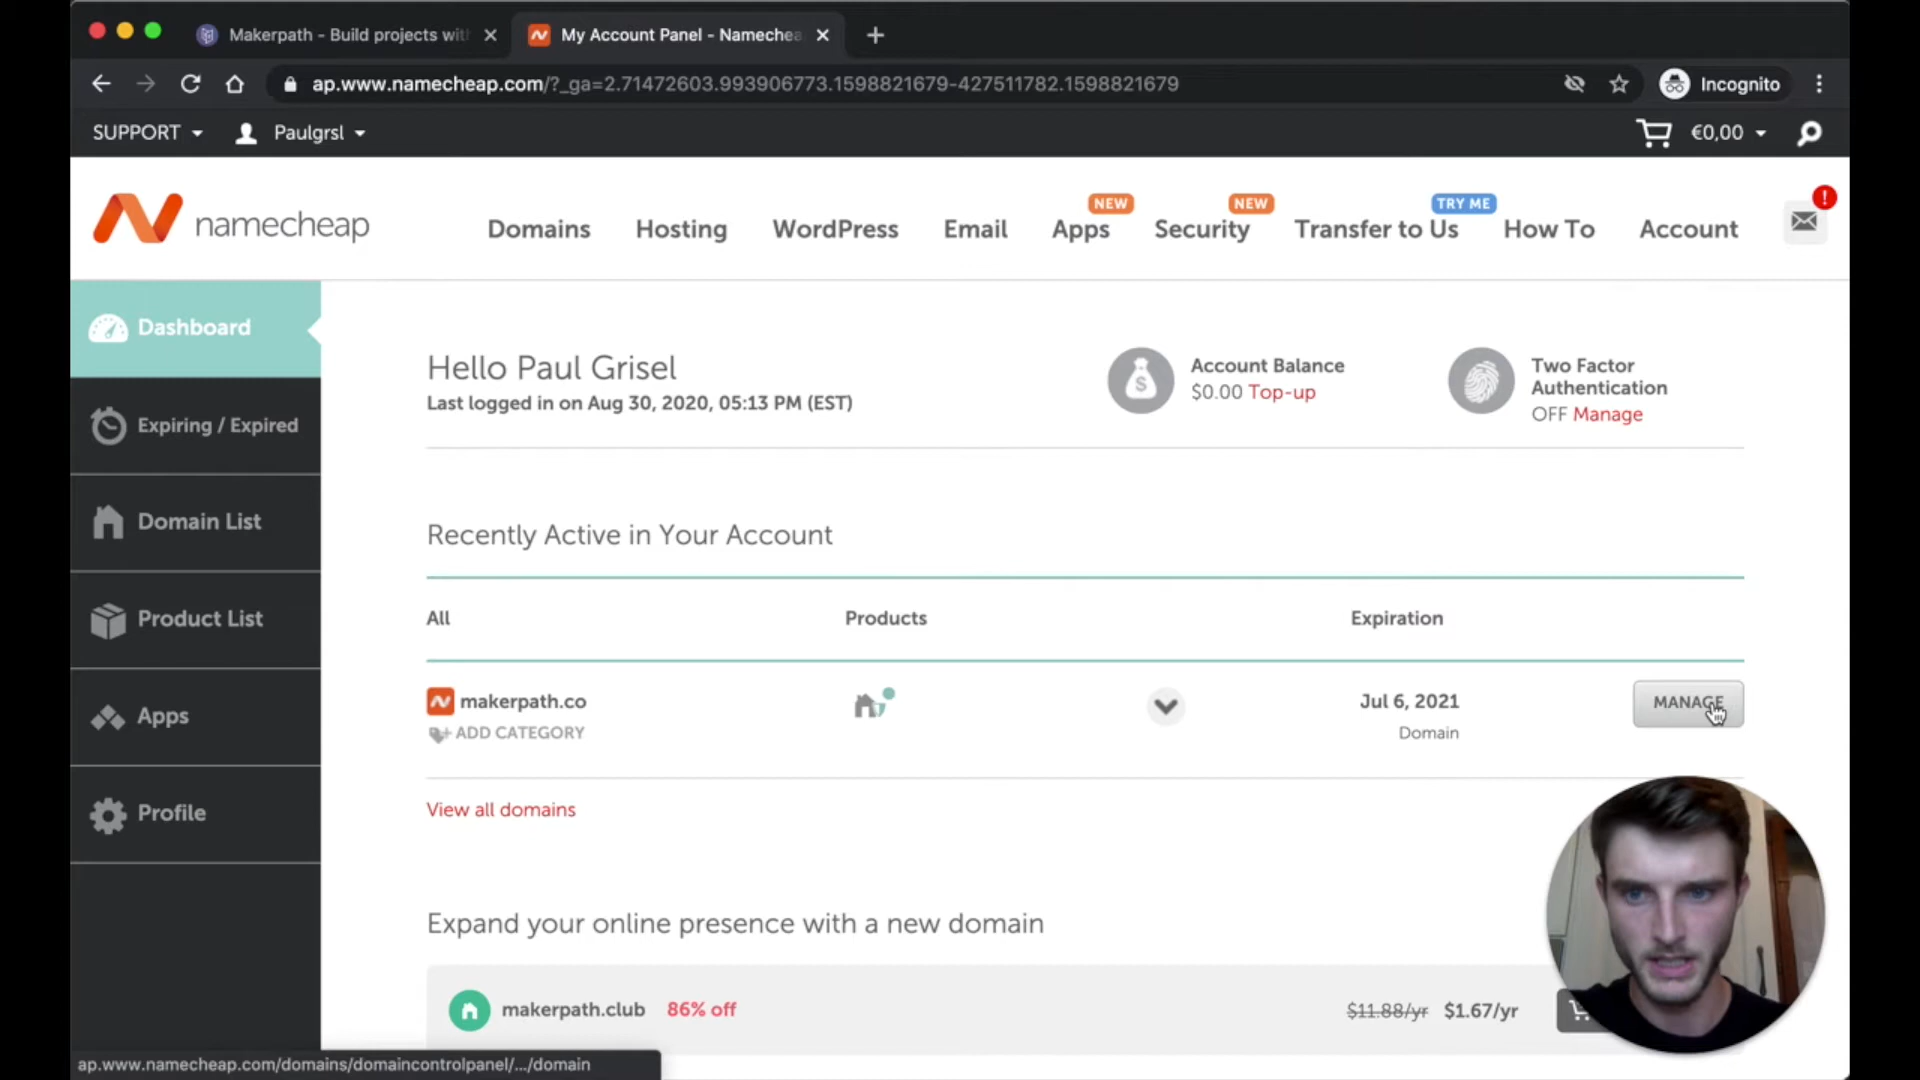 Makerpath - Build projects with
My Account Panel - Namechea
ap.www.namecheap.com/?_ga=2.71472603.993906773.1598821679-427511782.1598821679
Incognito
SUPPORT
Paulgrsl
€0,00
namecheap
Domains
Hosting
WordPress
Email
Apps
NEW
Security
NEW
Transfer to Us
TRY ME
How To
Account
!
Dashboard
Expiring / Expired
Domain List
Product List
Apps
Profile
Hello Paul Grisel
Last logged in on Aug 30, 2020, 05:13 PM (EST)
Account Balance
$0.00 Top-up
Two Factor
Authentication
OFF Manage
Recently Active in Your Account
All
Products
Expiration
makerpath.co
ADD CATEGORY
Jul 6, 2021
Domain
MANAGE
View all domains
Expand your online presence with a new domain
makerpath.club
86% off
$11.88/yr
$1.67/yr
ap.www.namecheap.com/domains/domaincontrolpanel/.../domain